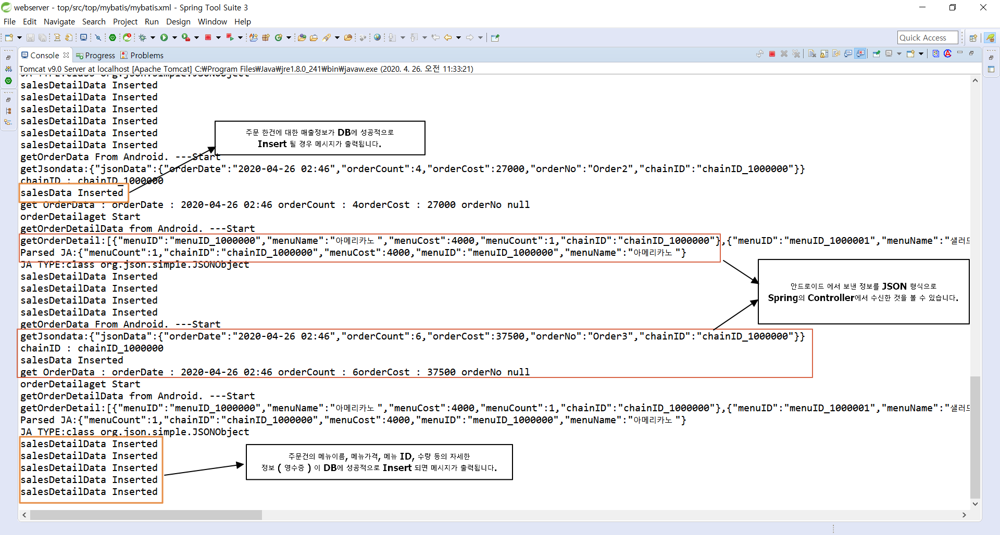 webserver - top/src/top/mybatis/mybatis.xml - Spring Tool Suite 3
File Edit Navigate Search Project Run Design Window Help
Quick Access
Console Progress Problems
Tomcat v9.0 Server at localhost [Apache Tomcat] C:₩Program Files₩Java₩jre1.8.0_241₩bin₩javaw.exe (2020. 4. 26. 오전 11:33:21)
JA TYPE:class org.json.simple.JSONObject
salesDetailData Inserted
salesDetailData Inserted
salesDetailData Inserted
salesDetailData Inserted
salesDetailData Inserted
salesDetailData Inserted
주문 한건에 대한 매출정보가 DB에 성공적으로
Insert 될 경우 메시지가 출력됩니다.
getOrderData From Android. ---Start
getJsondata:{"jsonData":{"orderDate":"2020-04-26 02:46","orderCount":4,"orderCost":27000,"orderNo":"Order2","chainID":"chainID_1000000"}}
chainID : chainID_1000000
salesData Inserted
get OrderData : orderDate : 2020-04-26 02:46 orderCount : 4orderCost : 27000 orderNo null
orderDetailaget Start
getOrderDetailData from Android. ---Start
getOrderDetail:[{"menuID":"menuID_1000000","menuName":"아메리카노 ","menuCost":4000,"menuCount":1,"chainID":"chainID_1000000"},{"menuID":"menuID_1000001","menuName":"샐러드
Parsed JA:{"menuCount":1,"chainID":"chainID_1000000","menuCost":4000,"menuID":"menuID_1000000","menuName":"아메리카노 "}
JA TYPE:class org.json.simple.JSONObject
salesDetailData Inserted
salesDetailData Inserted
salesDetailData Inserted
salesDetailData Inserted
안드로이드 에서 보낸 정보를 JSON 형식으로
Spring의 Controller에서 수신한 것을 볼 수 있습니다.
getOrderData From Android. ---Start
getJsondata:{"jsonData":{"orderDate":"2020-04-26 02:46","orderCount":6,"orderCost":37500,"orderNo":"Order3","chainID":"chainID_1000000"}}
chainID : chainID_1000000
salesData Inserted
get OrderData : orderDate : 2020-04-26 02:46 orderCount : 6orderCost : 37500 orderNo null
orderDetailaget Start
getOrderDetailData from Android. ---Start
getOrderDetail:[{"menuID":"menuID_1000000","menuName":"아메리카노 ","menuCost":4000,"menuCount":1,"chainID":"chainID_1000000"},{"menuID":"menuID_1000001","menuName":"샐러드
Parsed JA:{"menuCount":1,"chainID":"chainID_1000000","menuCost":4000,"menuID":"menuID_1000000","menuName":"아메리카노 "}
JA TYPE:class org.json.simple.JSONObject
salesDetailData Inserted
salesDetailData Inserted
salesDetailData Inserted
salesDetailData Inserted
salesDetailData Inserted
주문건의 메뉴이름, 메뉴가격, 메뉴 ID, 수량 등의 자세한
정보 ( 영수증 ) 이 DB에 성공적으로 Insert 되면 메시지가 출력됩니다.